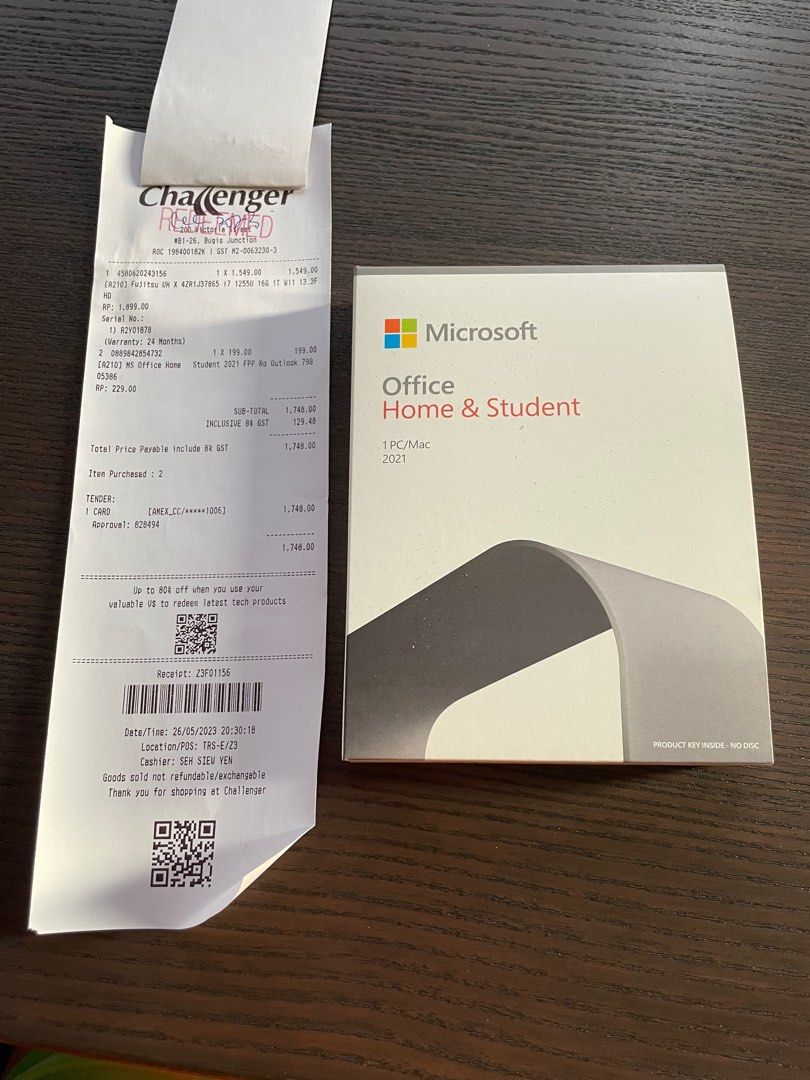 Challenger
REDEEMED
200 Victoria Street
#B1-26, Bugis Junction
ROC 198400182K | GST M2-0063230-3
1 4580620243156 1 X 1,549.00 1,549.00
[A210] Fujitsu UH X 4ZR1J37865 i7 1255U 16G 1T W11 13.3F
HD
RP: 1,899.00
Serial No.:
1) R2Y01878
(Warranty: 24 Months)
2 0889842854732 1 X 199.00 199.00
[A210] MS Office Home Student 2021 FPP No Outlook 79G
05386
RP: 229.00
SUB-TOTAL 1,748.00
INCLUSIVE 8% GST 129.48
Total Price Payable include 8% GST 1,748.00
Item Purchased : 2
TENDER:
1 CARD [AMEX_CC/*****1006] 1,748.00
Approval: 828494
1,748.00
Up to 80% off when you use your
valuable V$ to redeem latest tech products
Receipt: Z3F01156
Date/Time: 26/05/2023 20:30:18
Location/POS: TRS-E/Z3
Cashier: SEH SIEW YEN
Goods sold not refundable/exchangable
Thank you for shopping at Challenger
Microsoft
Office
Home & Student
1 PC/Mac
2021
PRODUCT KEY INSIDE - NO DISC